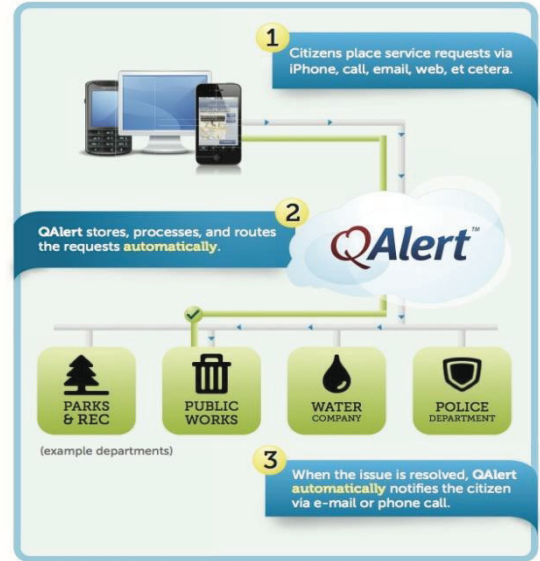 1
Citizens place service requests via
iPhone, call, email, web, et cetera.
2
QAlert stores, processes, and routes
the requests automatically.
QAlert™
PARKS
& REC
PUBLIC
WORKS
WATER
COMPANY
POLICE
DEPARTMENT
(example departments)
3
When the issue is resolved, QAlert
automatically notifies the citizen
via e-mail or phone call.